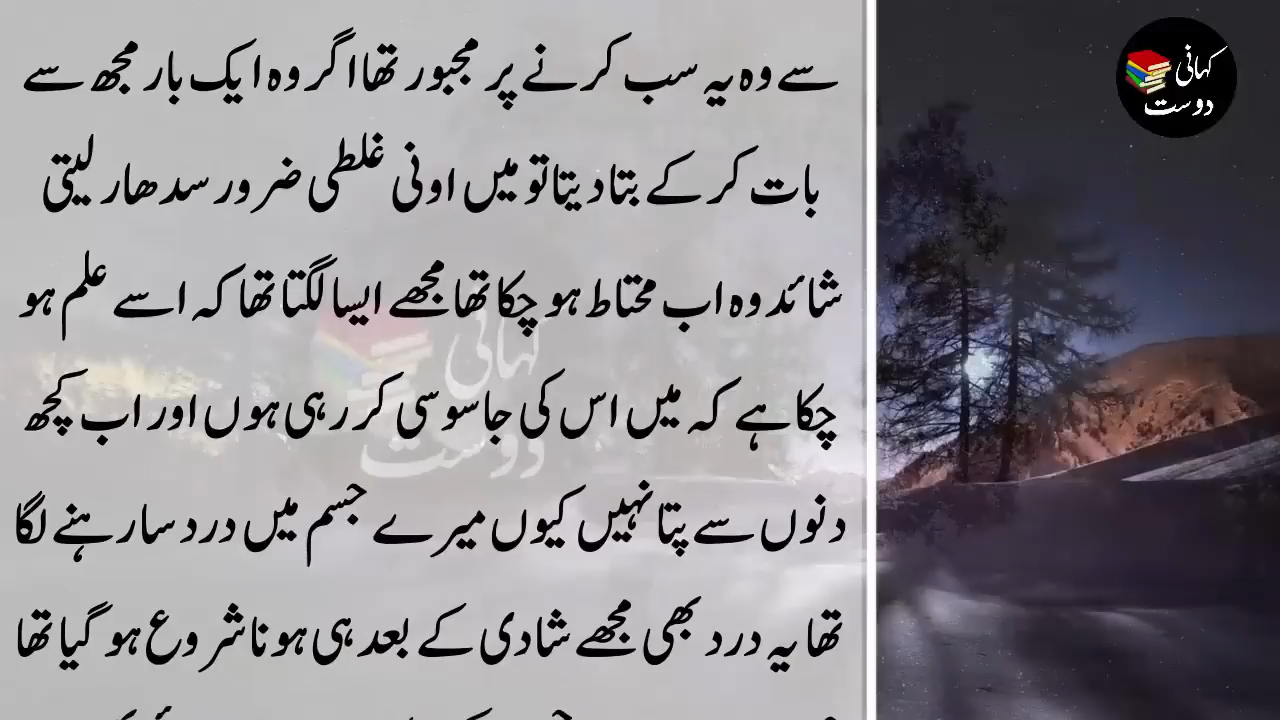 سے وہ یہ سب کرنے پر مجبور تھا اگر وہ ایک بار مجھ سے
بات کر کے بتا دیتا تو میں اونی غلطی ضرور سدھار لیتی
شائد وہ اب محتاط ہو چکا تھا مجھے ایسا لگتا تھا کہ اسے علم ہو
چکا ہے کہ میں اس کی جاسوسی کر رہی ہوں اور اب کچھ
دنوں سے پتا نہیں کیوں میرے جسم میں درد سا رہنے لگا
تھا یہ درد بھی مجھے شادی کے بعد ہی ہونا شروع ہو گیا تھا
کہانی
دوست
کہانی
دوست